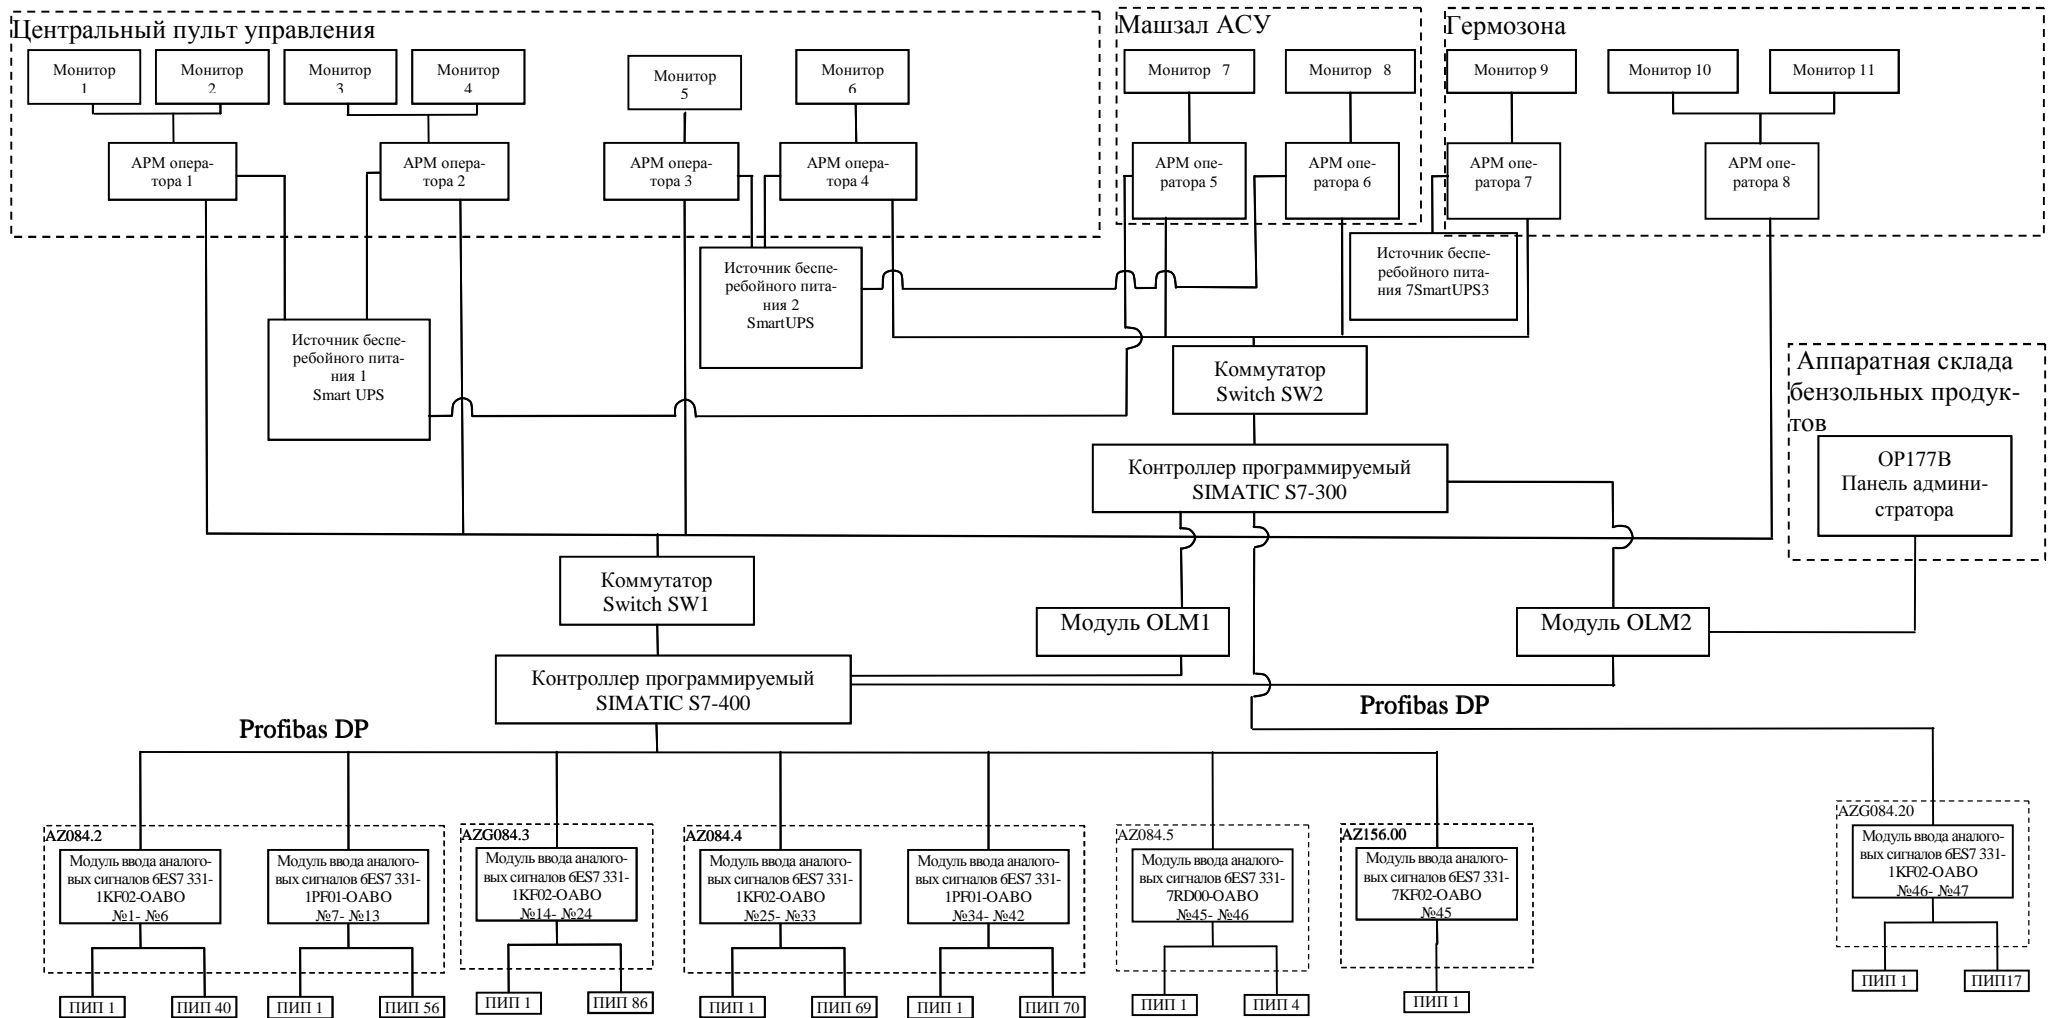 Центральный пульт управления
Машзал АСУ
Гермозона
Монитор
1
Монитор
2
Монитор
3
Монитор
4
Монитор
5
Монитор
6
Монитор 7
Монитор 8
Монитор 9
Монитор 10
Монитор 11
АРМ опера-
тора 1
АРМ опера-
тора 2
АРМ опера-
тора 3
АРМ опера-
тора 4
АРМ опе-
ратора 5
АРМ опе-
ратора 6
АРМ опе-
ратора 7
АРМ опе-
ратора 8
Источник беспе-
ребойного пита-
ния 2
SmartUPS
Источник беспе-
ребойного пита-
ния 7SmartUPS3
Источник беспе-
ребойного пита-
ния 1
Smart UPS
Коммутатор
Switch SW2
Аппаратная склада
бензольных продук-
тов
ОР177В
Панель админи-
стратора
Контроллер программируемый
SIMATIC S7-300
Коммутатор
Switch SW1
Модуль OLM1
Модуль OLM2
Контроллер программируемый
SIMATIC S7-400
Profibas DP
Profibas DP
AZ084.2
Модуль ввода аналого-
вых сигналов 6ES7 331-
1KF02-OABO
№1- №6
Модуль ввода аналого-
вых сигналов 6ES7 331-
1PF01-OABO
№7- №13
AZG084.3
Модуль ввода аналого-
вых сигналов 6ES7 331-
1KF02-OABO
№14- №24
AZ084.4
Модуль ввода аналого-
вых сигналов 6ES7 331-
1KF02-OABO
№25- №33
Модуль ввода аналого-
вых сигналов 6ES7 331-
1PF01-OABO
№34- №42
AZ084.5
Модуль ввода аналого-
вых сигналов 6ES7 331-
7RD00-OABO
№45- №46
AZ156.00
Модуль ввода аналого-
вых сигналов 6ES7 331-
7KF02-OABO
№45
AZG084.20
Модуль ввода аналого-
вых сигналов 6ES7 331-
1KF02-OABO
№46- №47
ПИП 1
ПИП 40
ПИП 1
ПИП 56
ПИП 1
ПИП 86
ПИП 1
ПИП 69
ПИП 1
ПИП 70
ПИП 1
ПИП 4
ПИП 1
ПИП 1
ПИП17